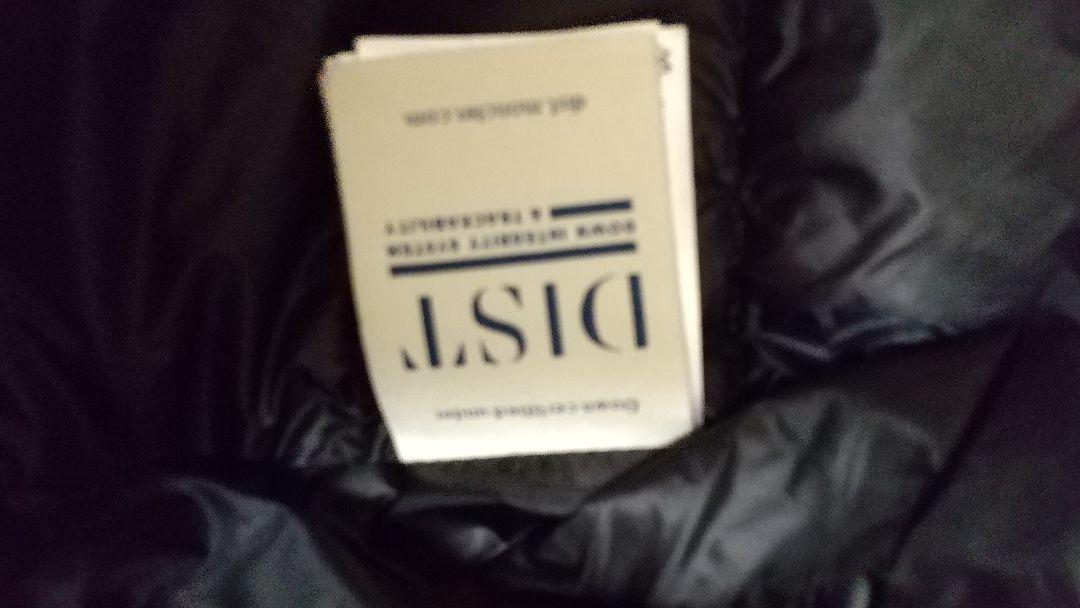 Down certified under
DIST
DOWN INTEGRITY SYSTEM
& TRACEABILITY
dist.moncler.com